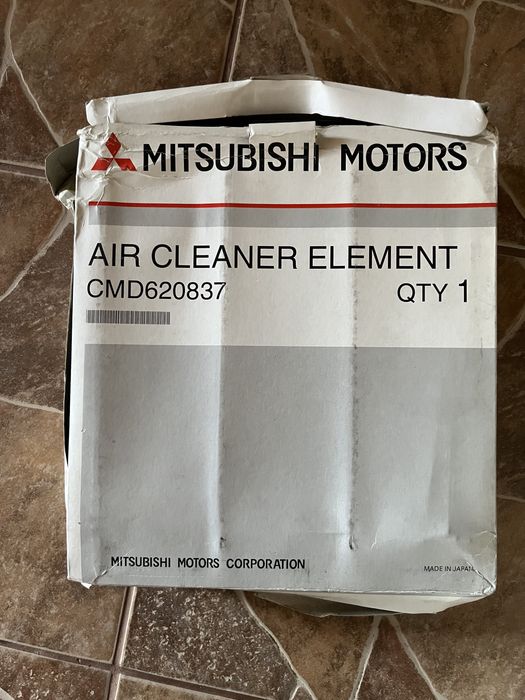 MITSUBISHI MOTORS
AIR CLEANER ELEMENT
CMD620837 QTY 1
MITSUBISHI MOTORS CORPORATION MADE IN JAPAN